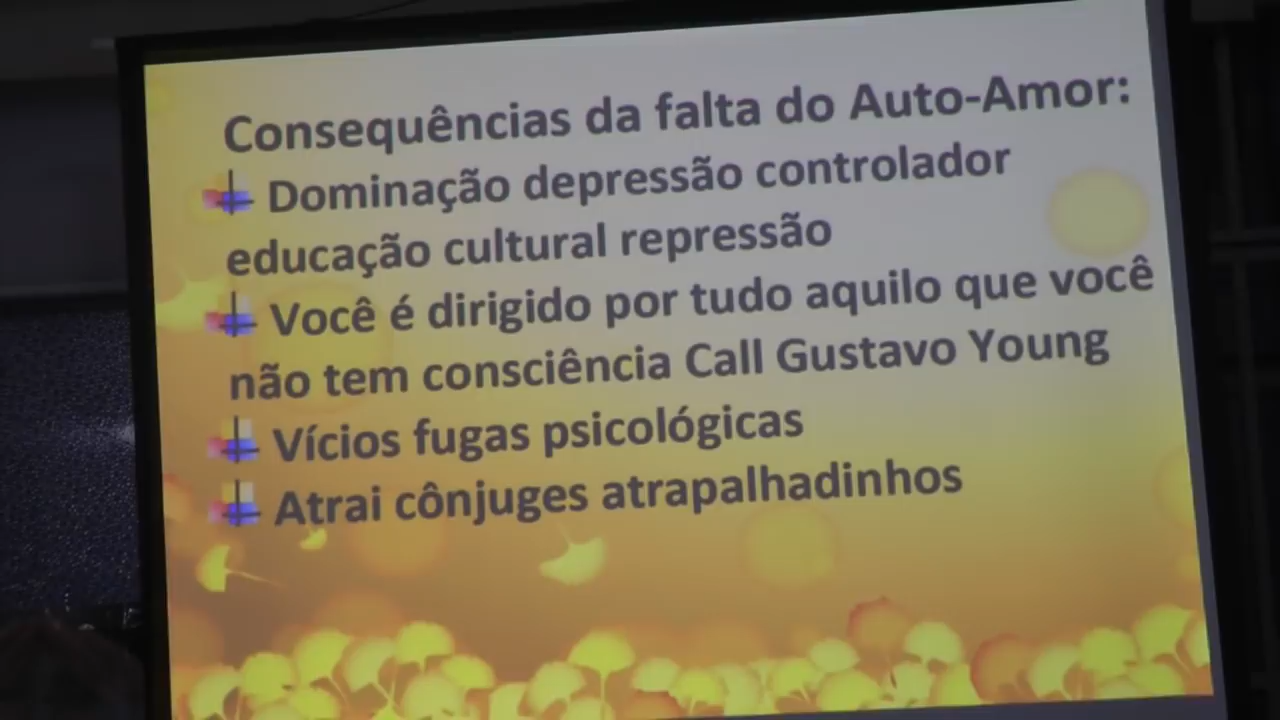 Consequências da falta do Auto-Amor:
Dominação depressão controlador
educação cultural repressão
Você é dirigido por tudo aquilo que você
não tem consciência Call Gustavo Young
Vícios fugas psicológicas
Atrai cônjuges atrapalhadinhos